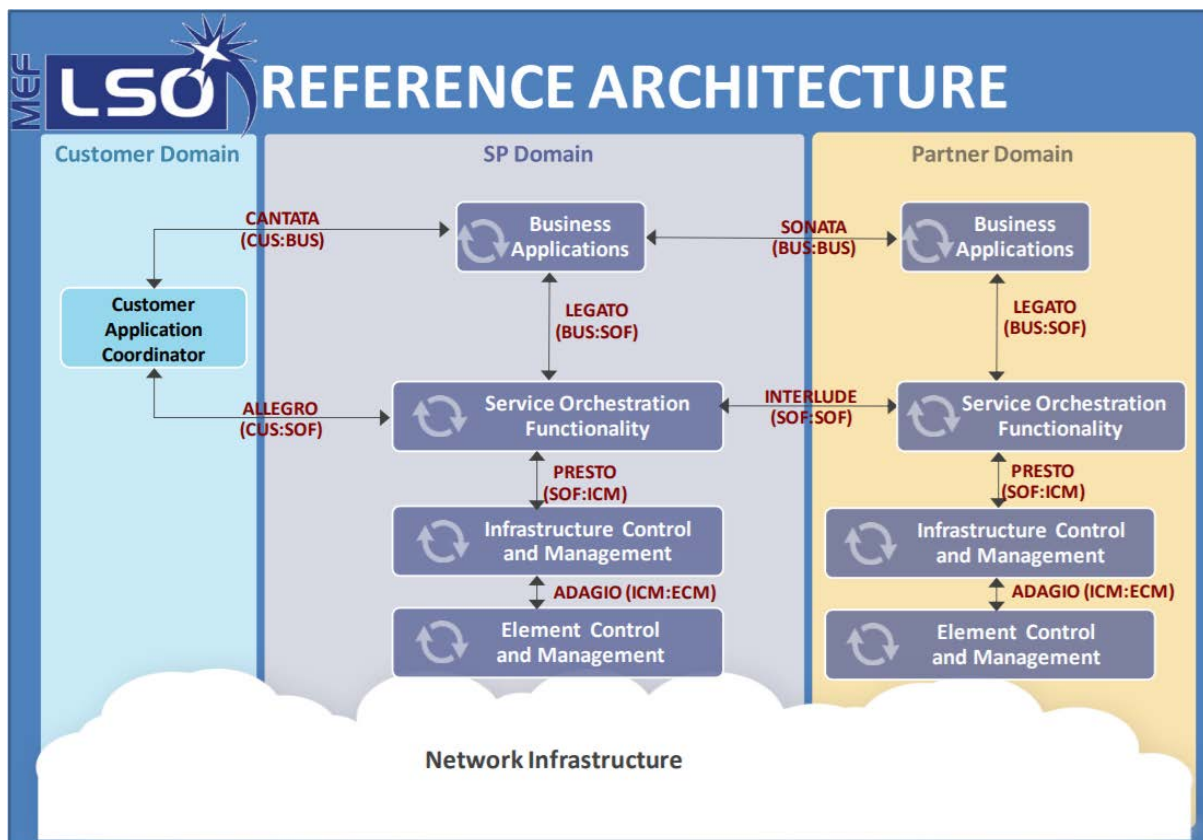 MEF
LSO
REFERENCE ARCHITECTURE
Customer Domain
SP Domain
Partner Domain
CANTATA
(CUS:BUS)
Business
Applications
SONATA
(BUS:BUS)
Business
Applications
Customer
Application
Coordinator
LEGATO
(BUS:SOF)
LEGATO
(BUS:SOF)
ALLEGRO
(CUS:SOF)
Service Orchestration
Functionality
INTERLUDE
(SOF:SOF)
Service Orchestration
Functionality
PRESTO
(SOF:ICM)
PRESTO
(SOF:ICM)
Infrastructure Control
and Management
Infrastructure Control
and Management
ADAGIO (ICM:ECM)
ADAGIO (ICM:ECM)
Element Control
and Management
Element Control
and Management
Network Infrastructure